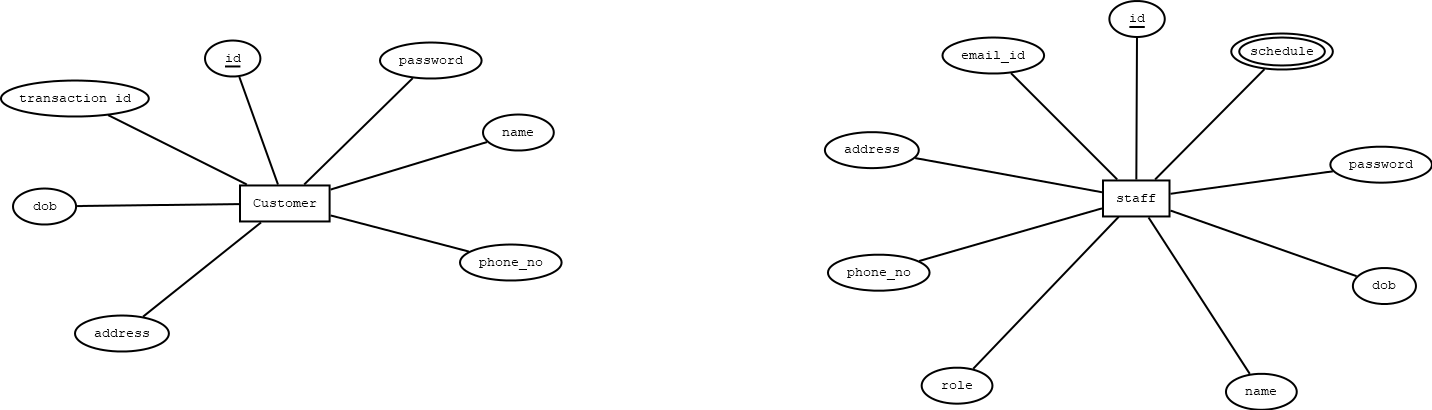 id
password
transaction id
name
dob
Customer
phone_no
address
id
email_id
schedule
address
password
staff
phone_no
dob
role
name